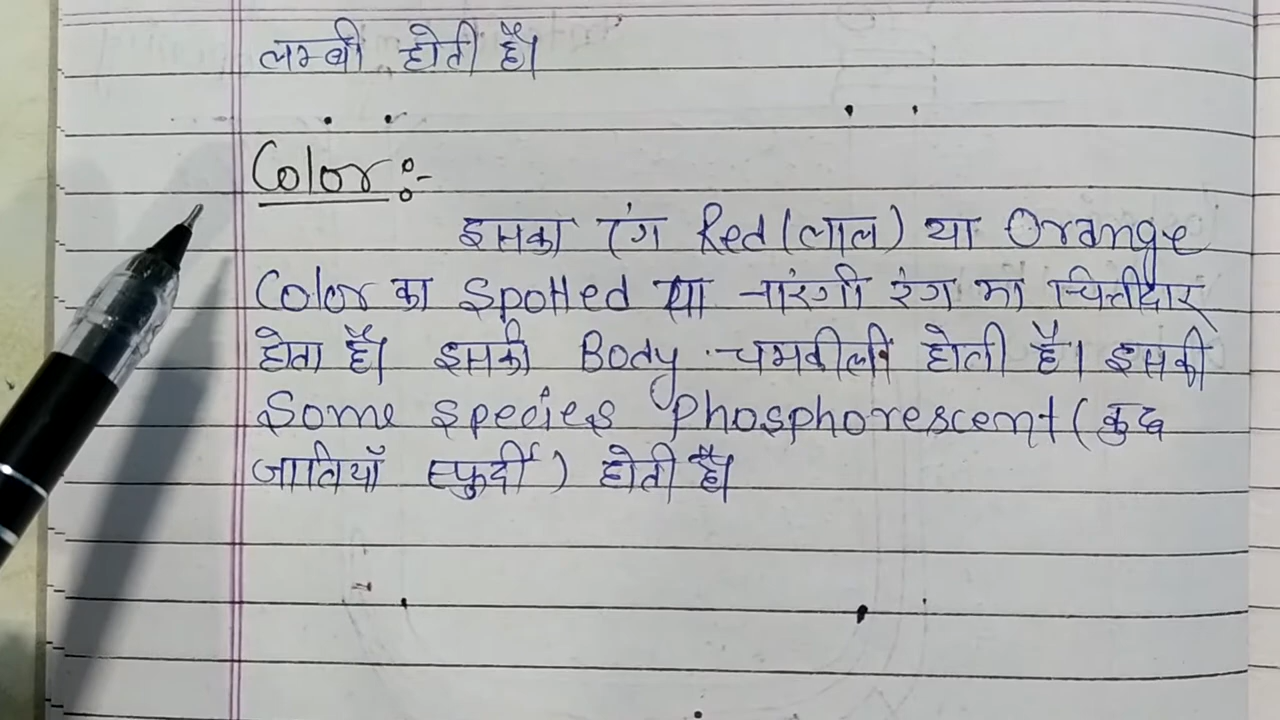 लम्बी होती है।
Color:-
इसका रंग Red (लाल) या Orange
Color का Spotted या नारंगी रंग का चित्तीदार
होता है। इसकी Body चमकीली होती है। इसकी
Some species phosphorescent (कुछ
जातियाँ स्फुर्दी) होती है।